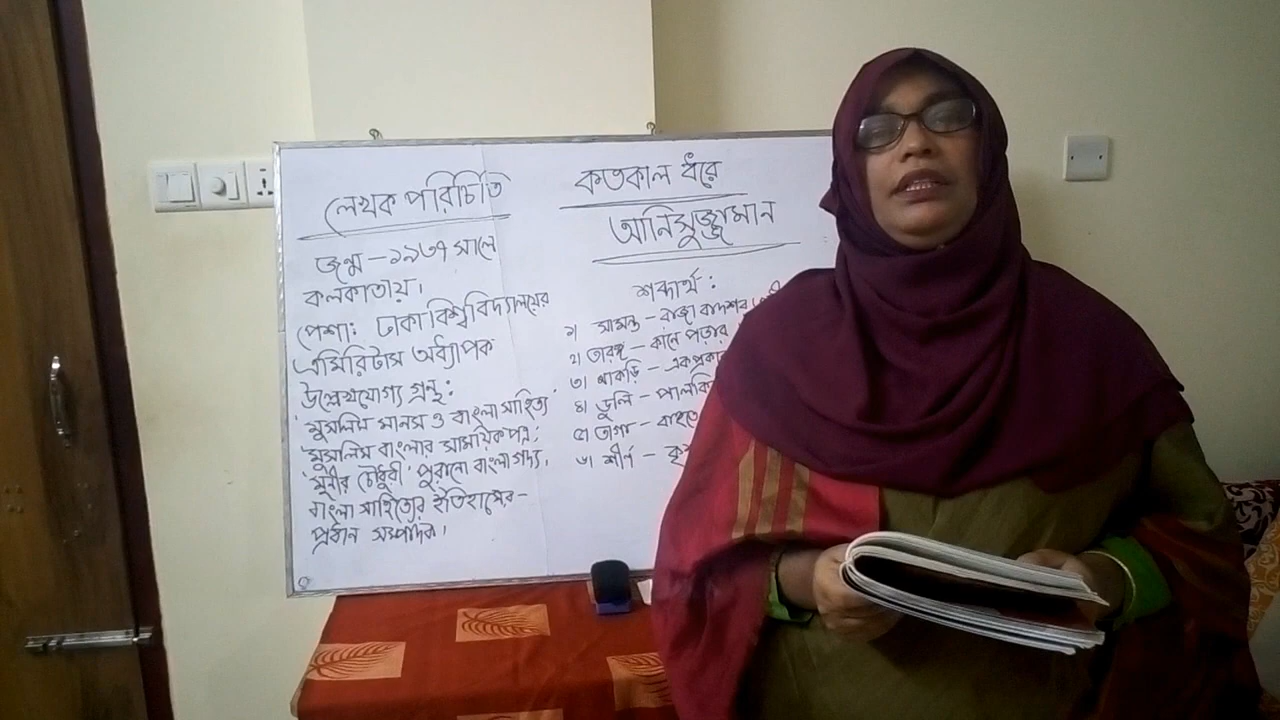 লেখক পরিচিতি
জন্ম – ১৯৩৭ সালে
কলকাতায়।
পেশা: ঢাকা বিশ্ববিদ্যালয়ের
এমিরিটাস অধ্যাপক
উল্লেখযোগ্য গ্রন্থ:
'মুসলিম মানস ও বাংলা সাহিত্য'
'মুসলিম বাংলার সাময়িক পত্র;
'মুনীর চৌধুরী' পুরানো বাংলা গদ্য,
বাংলা সাহিত্যের ইতিহাসের–
প্রধান সম্পাদক।
কতকাল ধরে
আনিসুজ্জামান
শব্দার্থ:
১। সামন্ত – রাজা বাদশার
২। তারঙ্গ – কানে পড়ার
৩। মাকড়ি – একপ্রকার
৪। ডুলি – পালকি
৫। তাগা – বাহুতে
৬। শীর্ণ – কৃশ